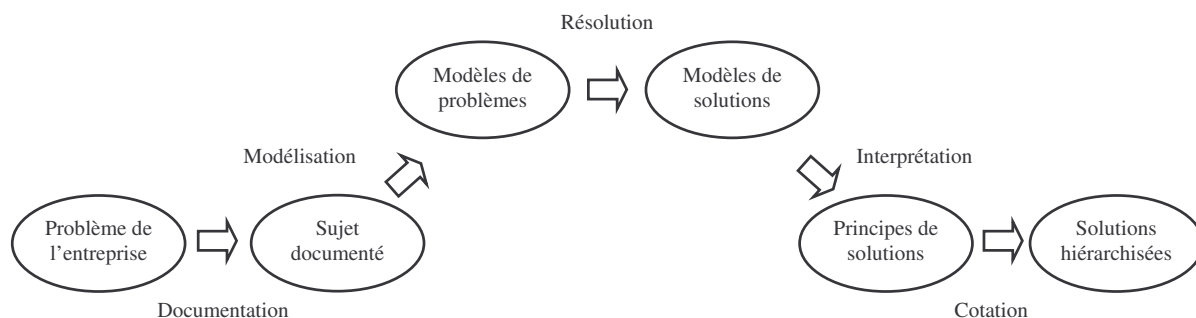 Résolution
Modèles de
problèmes
Modèles de
solutions
Modélisation
Interprétation
Problème de
l’entreprise
Sujet
documenté
Principes de
solutions
Solutions
hiérarchisées
Documentation
Cotation